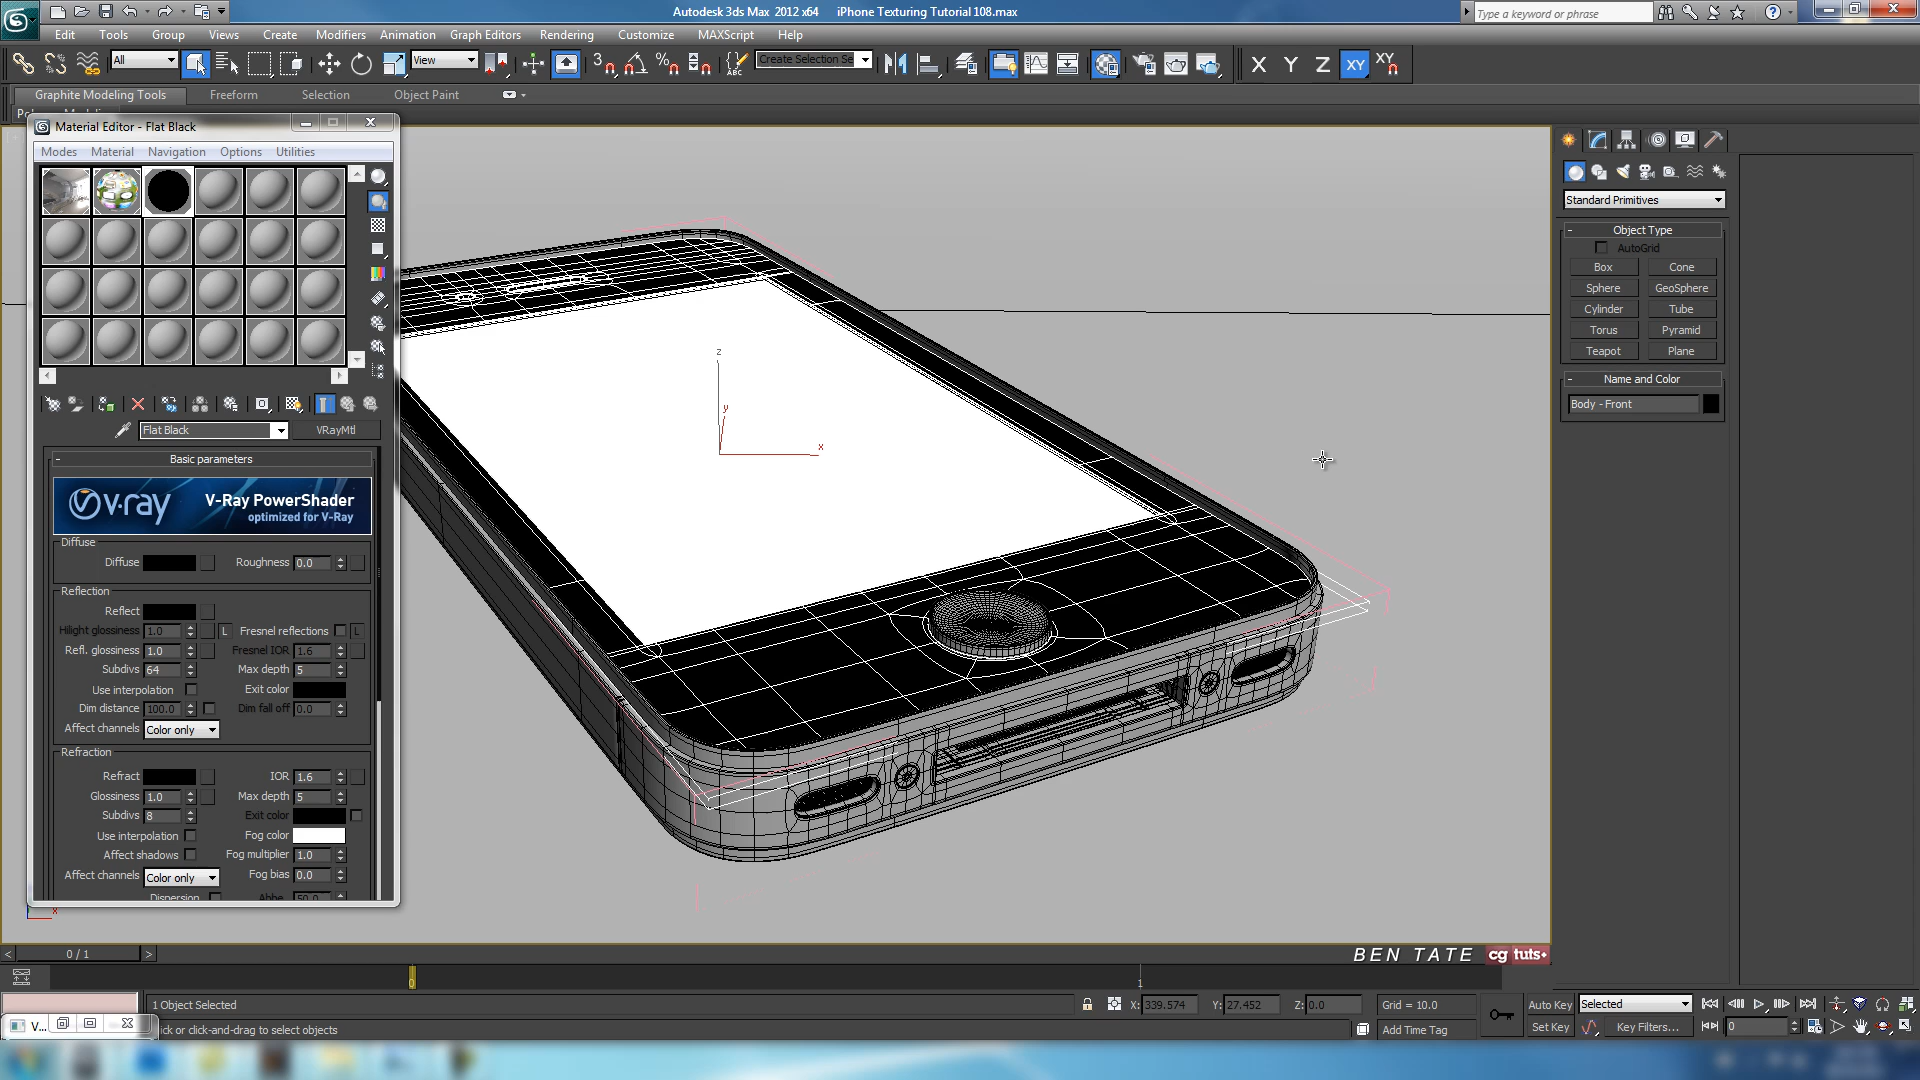 Autodesk 3ds Max 2012 x64 iPhone Texturing Tutorial 108.max
Type a keyword or phrase
Edit Tools Group Views Create Modifiers Animation Graph Editors Rendering Customize MAXScript Help
All View 3 Create Selection Se X Y Z XY XY
Graphite Modeling Tools Freeform Selection Object Paint
Material Editor - Flat Black
Modes Material Navigation Options Utilities
Flat Black VRayMtl
- Basic parameters
v-ray V-Ray PowerShader
optimized for V-Ray
Diffuse
Diffuse Roughness 0.0
Reflection
Reflect
Hilight glossiness 1.0 L Fresnel reflections L
Refl. glossiness 1.0 Fresnel IOR 1.6
Subdivs 64 Max depth 5
Use interpolation Exit color
Dim distance 100.0 Dim fall off 0.0
Affect channels Color only
Refraction
Refract IOR 1.6
Glossiness 1.0 Max depth 5
Subdivs 8 Exit color
Use interpolation Fog color
Affect shadows Fog multiplier 1.0
Affect channels Color only Fog bias 0.0
Dispersion Abbe 50.0
z
y
x
x
Standard Primitives
- Object Type
AutoGrid
Box Cone
Sphere GeoSphere
Cylinder Tube
Torus Pyramid
Teapot Plane
- Name and Color
Body - Front
< 0 / 1 >
BEN TATE cg tuts+
0 1
1 Object Selected X: 339.574 Y: 27.452 Z: 0.0 Grid = 10.0 Auto Key Selected
V... ick or click-and-drag to select objects Add Time Tag Set Key Key Filters... 0